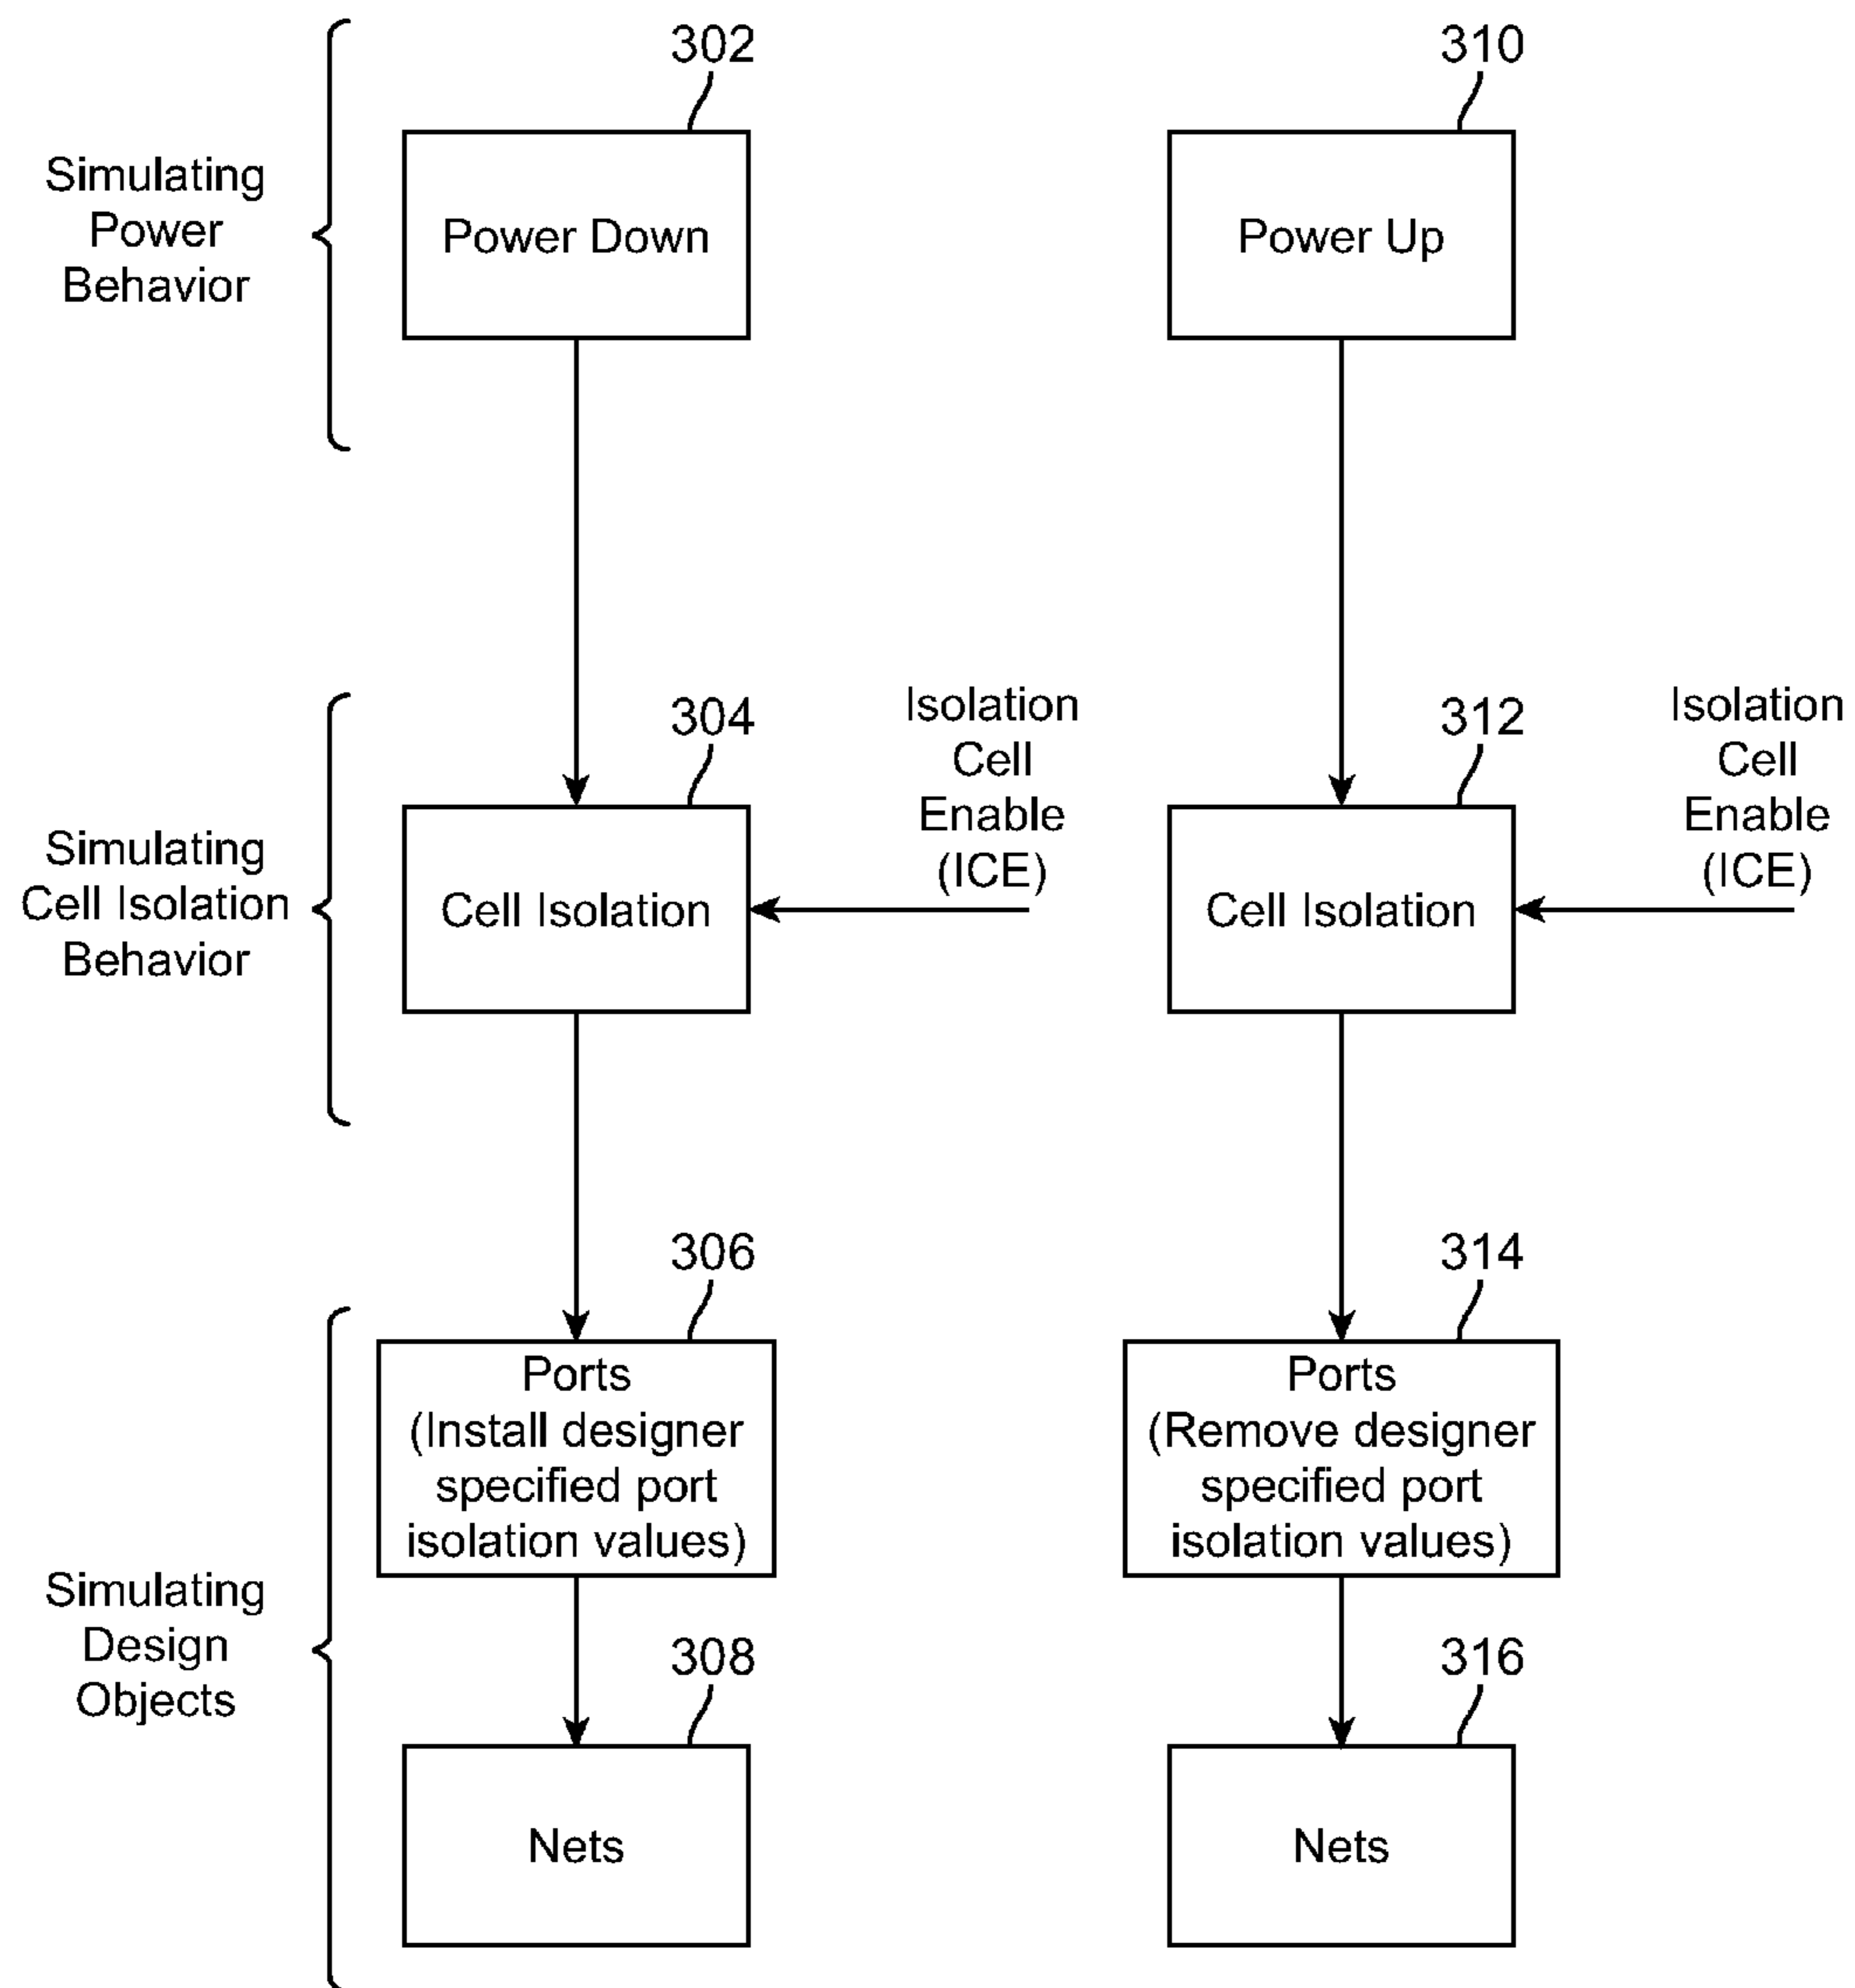 302
310
Simulating
Power
Behavior
Power Down
Power Up
304
312
Isolation
Cell
Enable
(ICE)
Isolation
Cell
Enable
(ICE)
Simulating
Cell Isolation
Behavior
Cell Isolation
Cell Isolation
306
314
Ports
(Install designer
specified port
isolation values)
Ports
(Remove designer
specified port
isolation values)
Simulating
Design
Objects
308
316
Nets
Nets